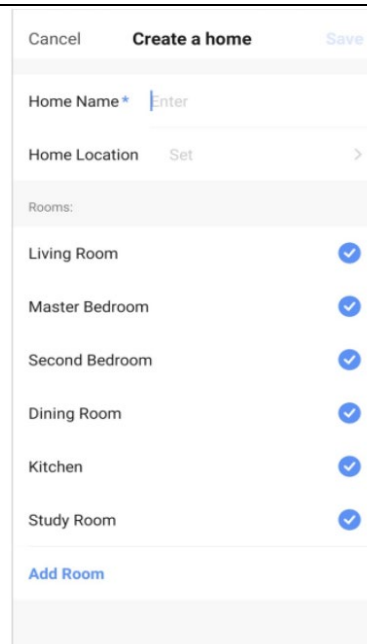 Cancel Create a home Save
Home Name* Enter
Home Location Set
Rooms:
Living Room
Master Bedroom
Second Bedroom
Dining Room
Kitchen
Study Room
Add Room